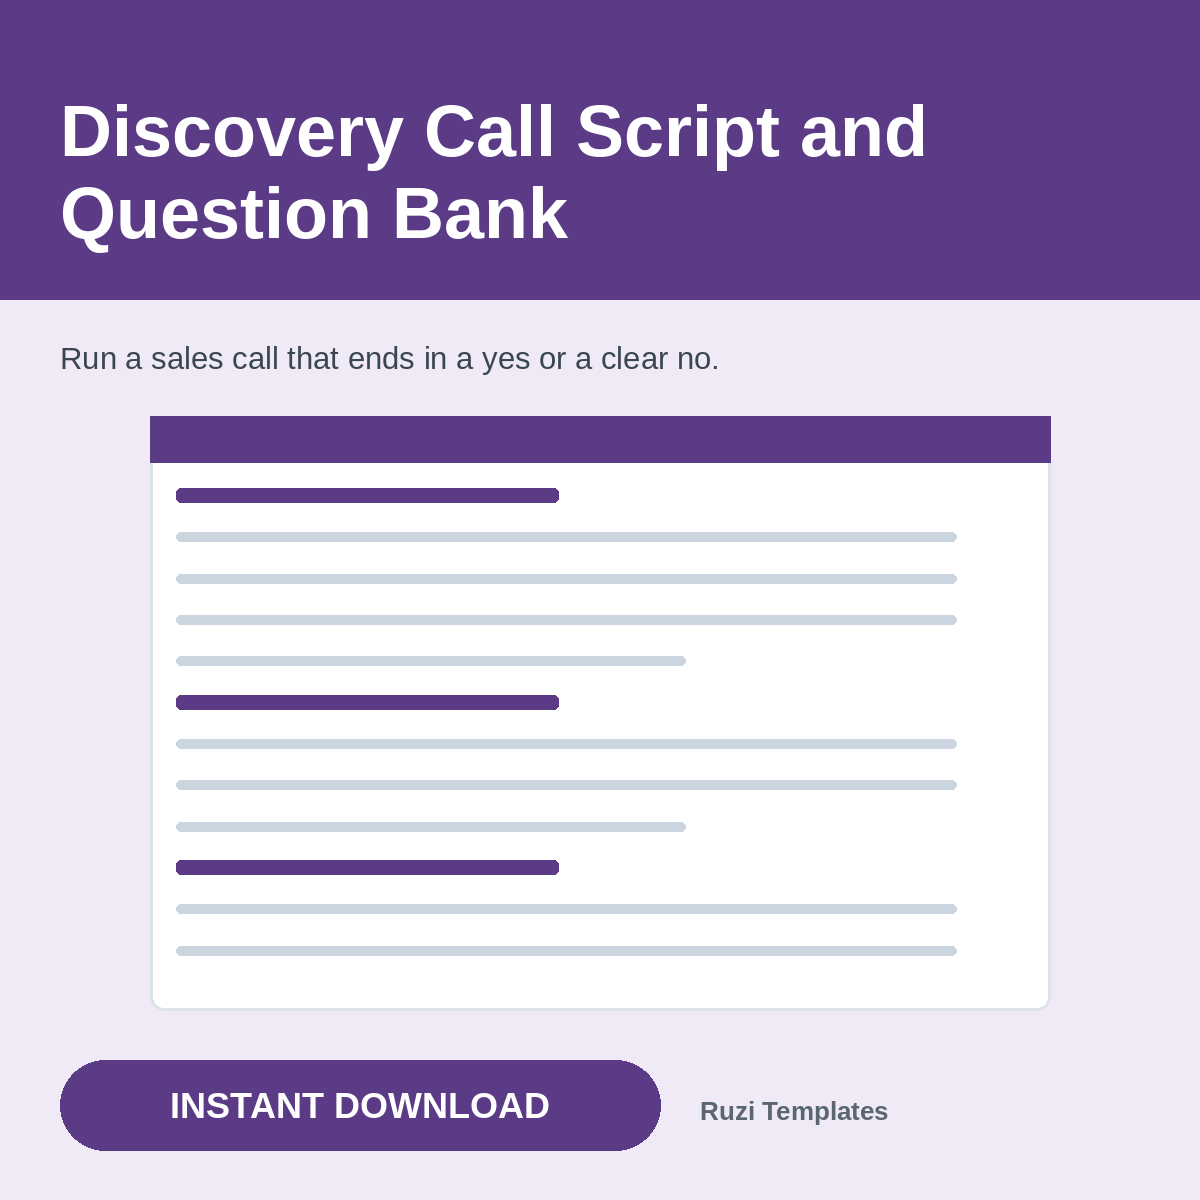 Discovery Call Script and
Question Bank
Run a sales call that ends in a yes or a clear no.
INSTANT DOWNLOAD
Ruzi Templates